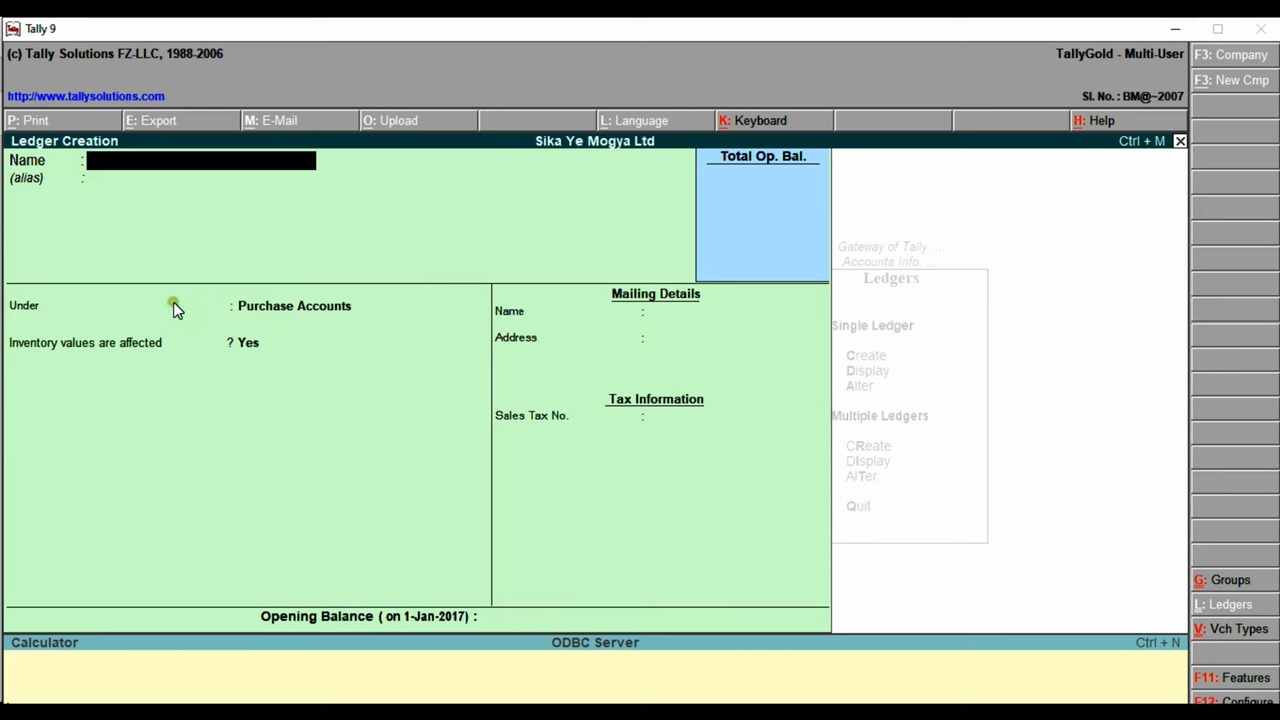 Tally 9
(c) Tally Solutions FZ-LLC, 1988-2006
TallyGold - Multi-User
http://www.tallysolutions.com
Sl. No. : BM@~2007
P: Print
E: Export
M: E-Mail
O: Upload
L: Language
K: Keyboard
H: Help
Ledger Creation
Sika Ye Mogya Ltd
Ctrl + M
Name :
(alias) :
Total Op. Bal.
Under : Purchase Accounts
Inventory values are affected ? Yes
Mailing Details
Name :
Address :
Tax Information
Sales Tax No. :
Opening Balance ( on 1-Jan-2017) :
Gateway of Tally ....
Accounts Info. ....
Ledgers
Single Ledger
Create
Display
Alter
Multiple Ledgers
CReate
DIsplay
AlTer
Quit
Calculator
ODBC Server
Ctrl + N
F3: Company
F3: New Cmp
G: Groups
L: Ledgers
V: Vch Types
F11: Features
F12: Configure